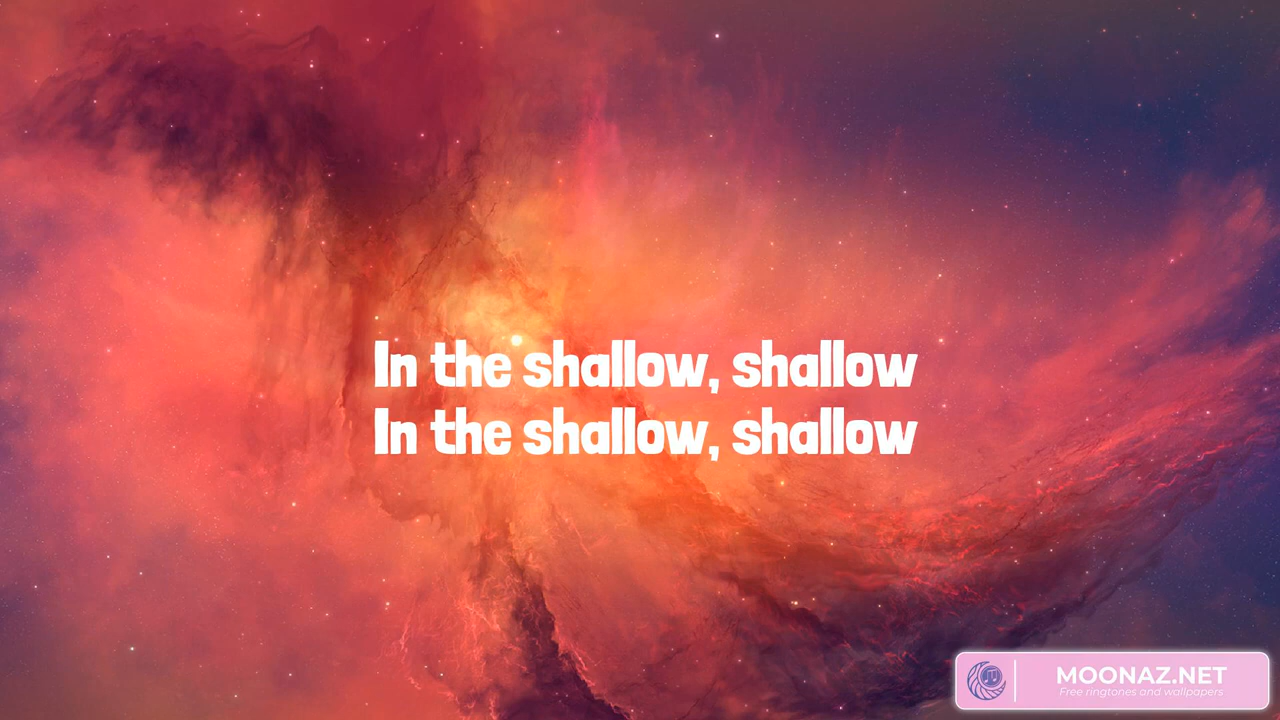 In the shallow, shallow
In the shallow, shallow
MOONAZ.NET
Free ringtones and wallpapers